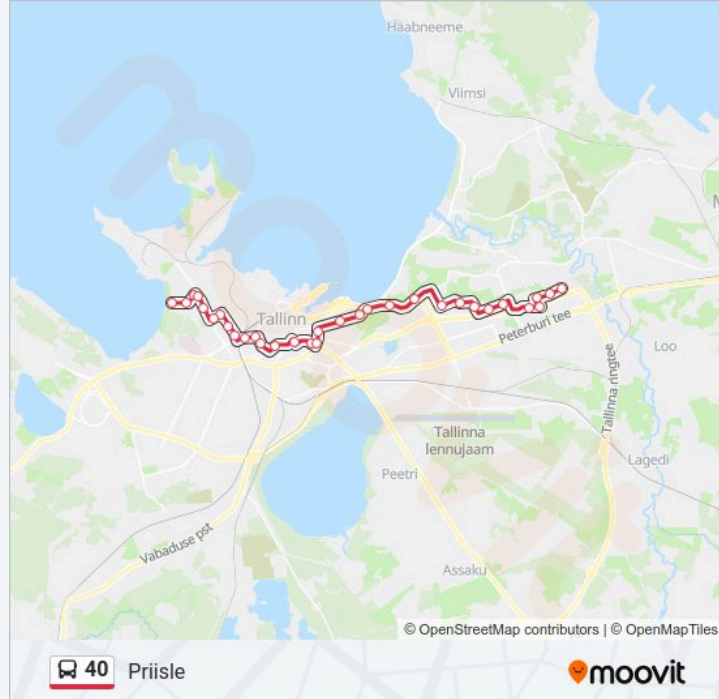 Haabneeme
Viimsi
M
Tallinn
Peterburi tee
Loo
Tallinna ringtee
Tallinna
lennujaam
Peetri
Lagedi
Vabaduse pst
Assaku
© OpenStreetMap contributors | © OpenMapTiles
40 Priisle
moovit